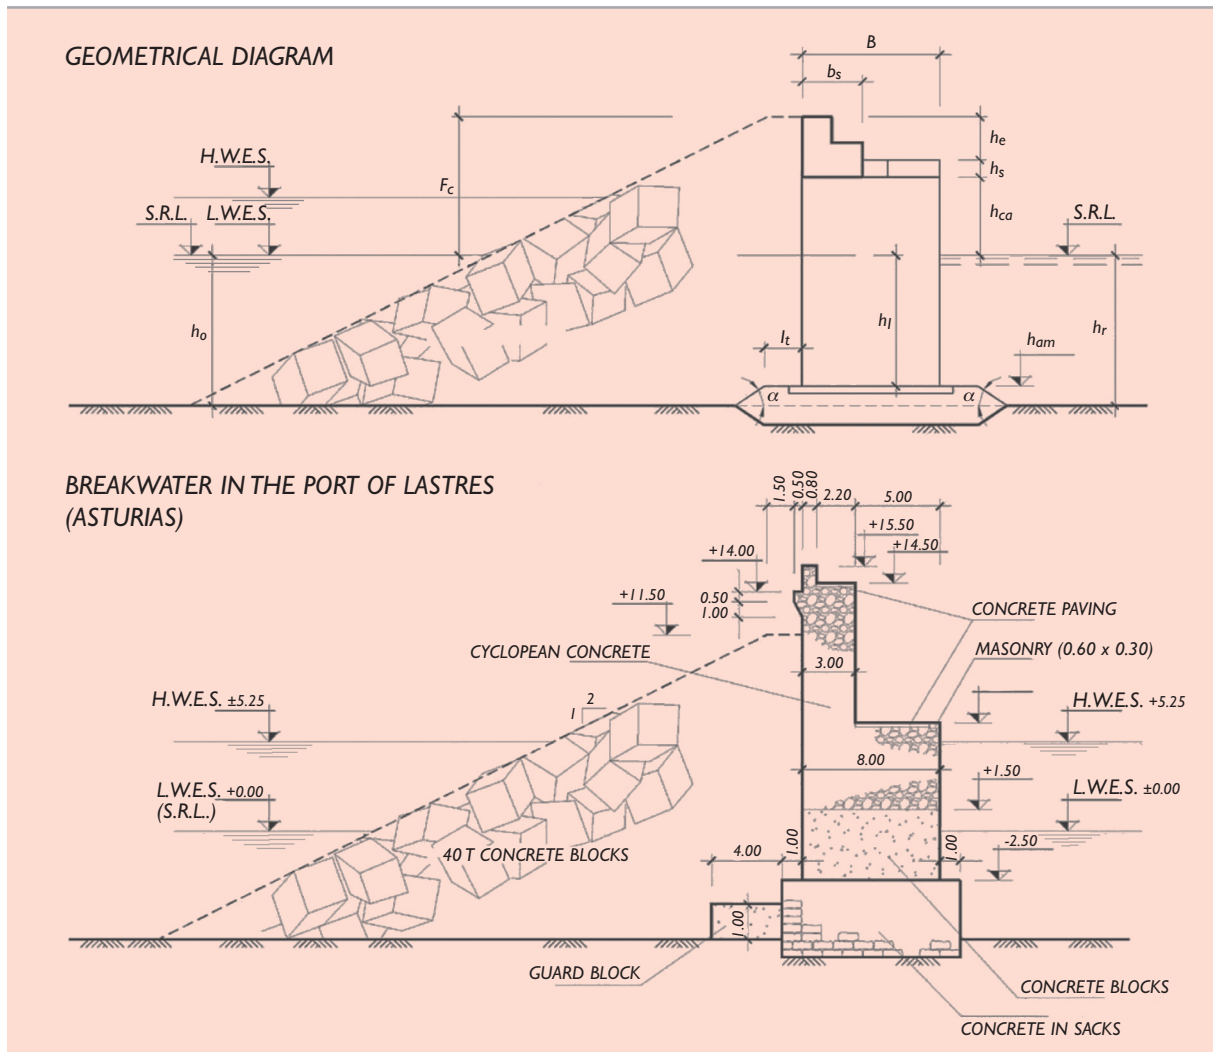 GEOMETRICAL DIAGRAM
B
bs
H.W.E.S.
Fc
he
hs
hca
S.R.L. L.W.E.S.
S.R.L.
ho
lt
hl
ham
hr
α
α
BREAKWATER IN THE PORT OF LASTRES
(ASTURIAS)
1.50
0.50
0.80
2.20
5.00
+15.50
+14.50
+14.00
+11.50
0.50
1.00
CONCRETE PAVING
CYCLOPEAN CONCRETE
MASONRY (0.60 x 0.30)
3.00
2
1
H.W.E.S. ±5.25
H.W.E.S. +5.25
8.00
+1.50
L.W.E.S. +0.00
(S.R.L..)
L.W.E.S. ±0.00
40 T CONCRETE BLOCKS
4.00
1.00
1.00
-2.50
1.00
GUARD BLOCK
CONCRETE BLOCKS
CONCRETE IN SACKS